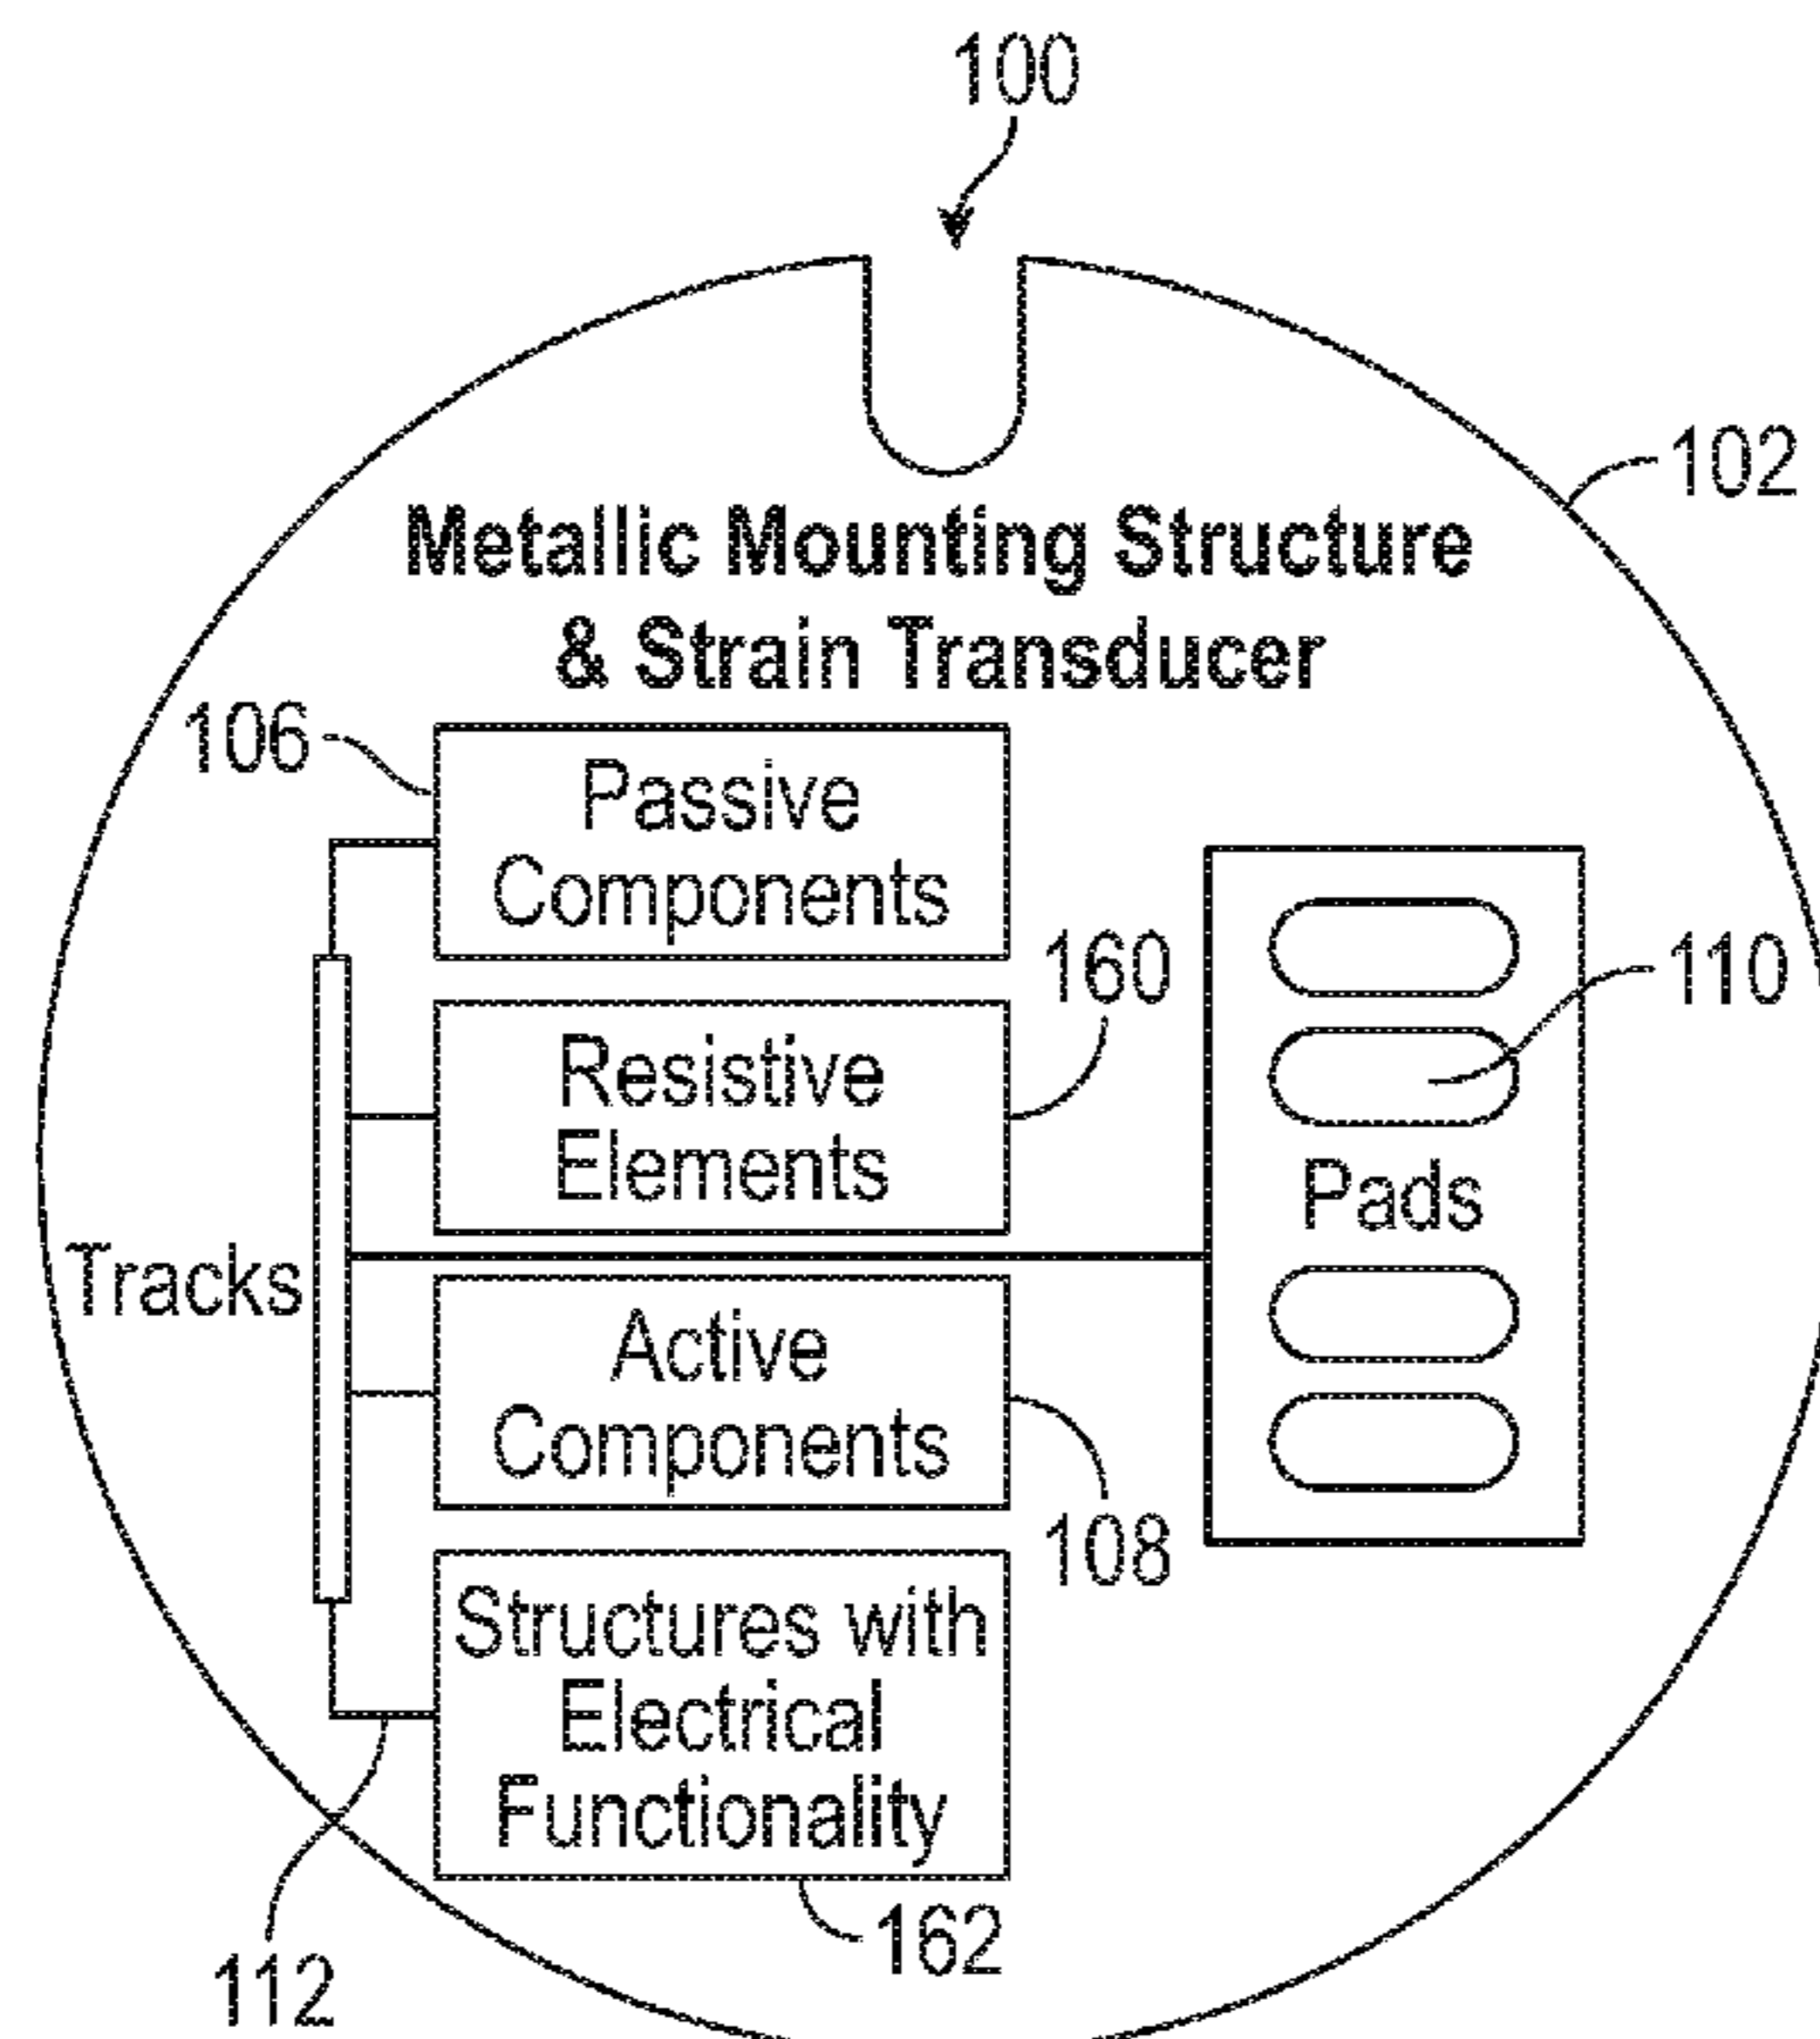 100
102
Metallic Mounting Structure
& Strain Transducer
106
Passive
Components
160
110
Resistive
Elements
Pads
Tracks
Active
Components
108
Structures with
Electrical
Functionality
162
112